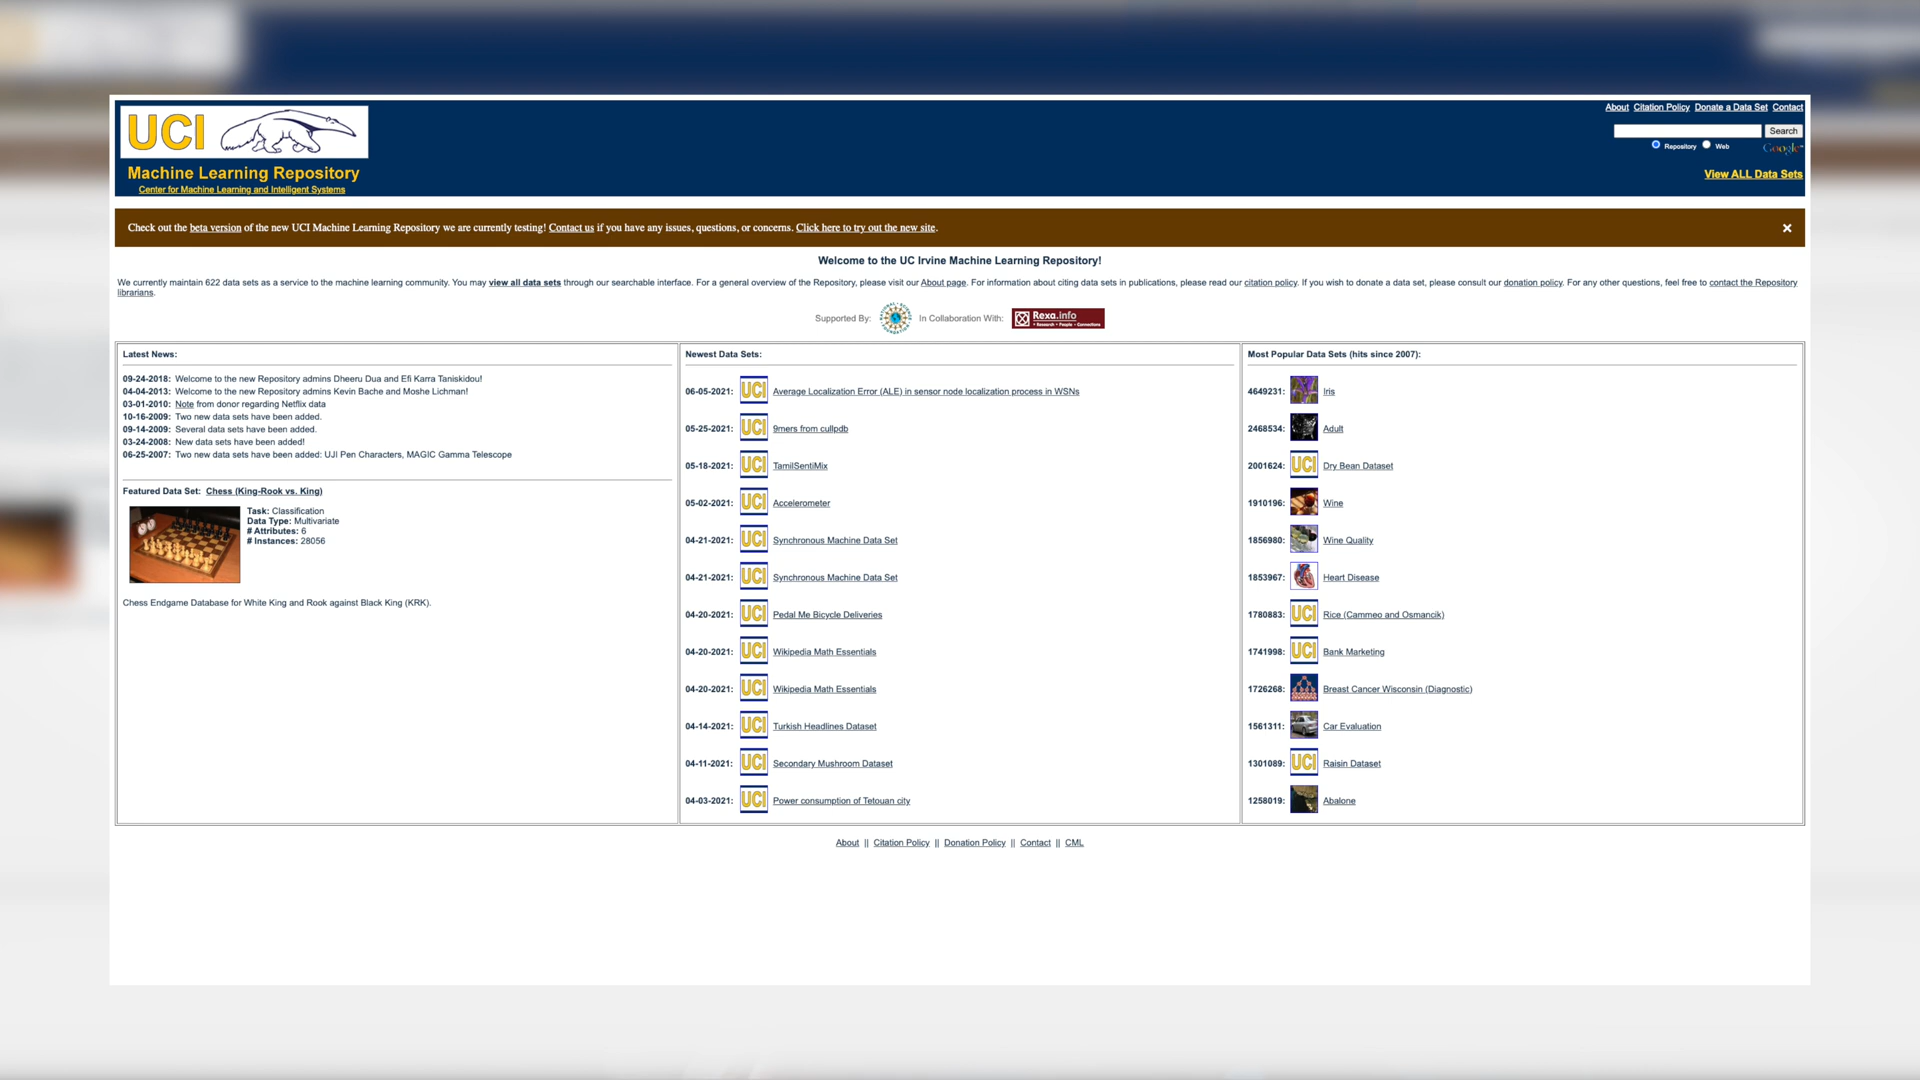 UCI
Machine Learning Repository
Center for Machine Learning and Intelligent Systems
About Citation Policy Donate a Data Set Contact
Search
Repository Web Google
View ALL Data Sets
Check out the beta version of the new UCI Machine Learning Repository we are currently testing! Contact us if you have any issues, questions, or concerns. Click here to try out the new site. ×
Welcome to the UC Irvine Machine Learning Repository!
We currently maintain 622 data sets as a service to the machine learning community. You may view all data sets through our searchable interface. For a general overview of the Repository, please visit our About page. For information about citing data sets in publications, please read our citation policy. If you wish to donate a data set, please consult our donation policy. For any other questions, feel free to contact the Repository
librarians.
Supported By: In Collaboration With: Rexa.info
• Research • People • Connections
Latest News:
09-24-2018: Welcome to the new Repository admins Dheeru Dua and Efi Karra Taniskidou!
04-04-2013: Welcome to the new Repository admins Kevin Bache and Moshe Lichman!
03-01-2010: Note from donor regarding Netflix data
10-16-2009: Two new data sets have been added.
09-14-2009: Several data sets have been added.
03-24-2008: New data sets have been added!
06-25-2007: Two new data sets have been added: UJI Pen Characters, MAGIC Gamma Telescope
Featured Data Set: Chess (King-Rook vs. King)
Task: Classification
Data Type: Multivariate
# Attributes: 6
# Instances: 28056
Chess Endgame Database for White King and Rook against Black King (KRK).
Newest Data Sets:
06-05-2021: UCI Average Localization Error (ALE) in sensor node localization process in WSNs
05-25-2021: UCI 9mers from cullpdb
05-18-2021: UCI TamilSentiMix
05-02-2021: UCI Accelerometer
04-21-2021: UCI Synchronous Machine Data Set
04-21-2021: UCI Synchronous Machine Data Set
04-20-2021: UCI Pedal Me Bicycle Deliveries
04-20-2021: UCI Wikipedia Math Essentials
04-20-2021: UCI Wikipedia Math Essentials
04-14-2021: UCI Turkish Headlines Dataset
04-11-2021: UCI Secondary Mushroom Dataset
04-03-2021: UCI Power consumption of Tetouan city
Most Popular Data Sets (hits since 2007):
4649231: Iris
2468534: Adult
2001624: UCI Dry Bean Dataset
1910196: Wine
1856980: Wine Quality
1853967: Heart Disease
1780883: UCI Rice (Cammeo and Osmancik)
1741998: UCI Bank Marketing
1726268: Breast Cancer Wisconsin (Diagnostic)
1561311: Car Evaluation
1301089: UCI Raisin Dataset
1258019: Abalone
About || Citation Policy || Donation Policy || Contact || CML